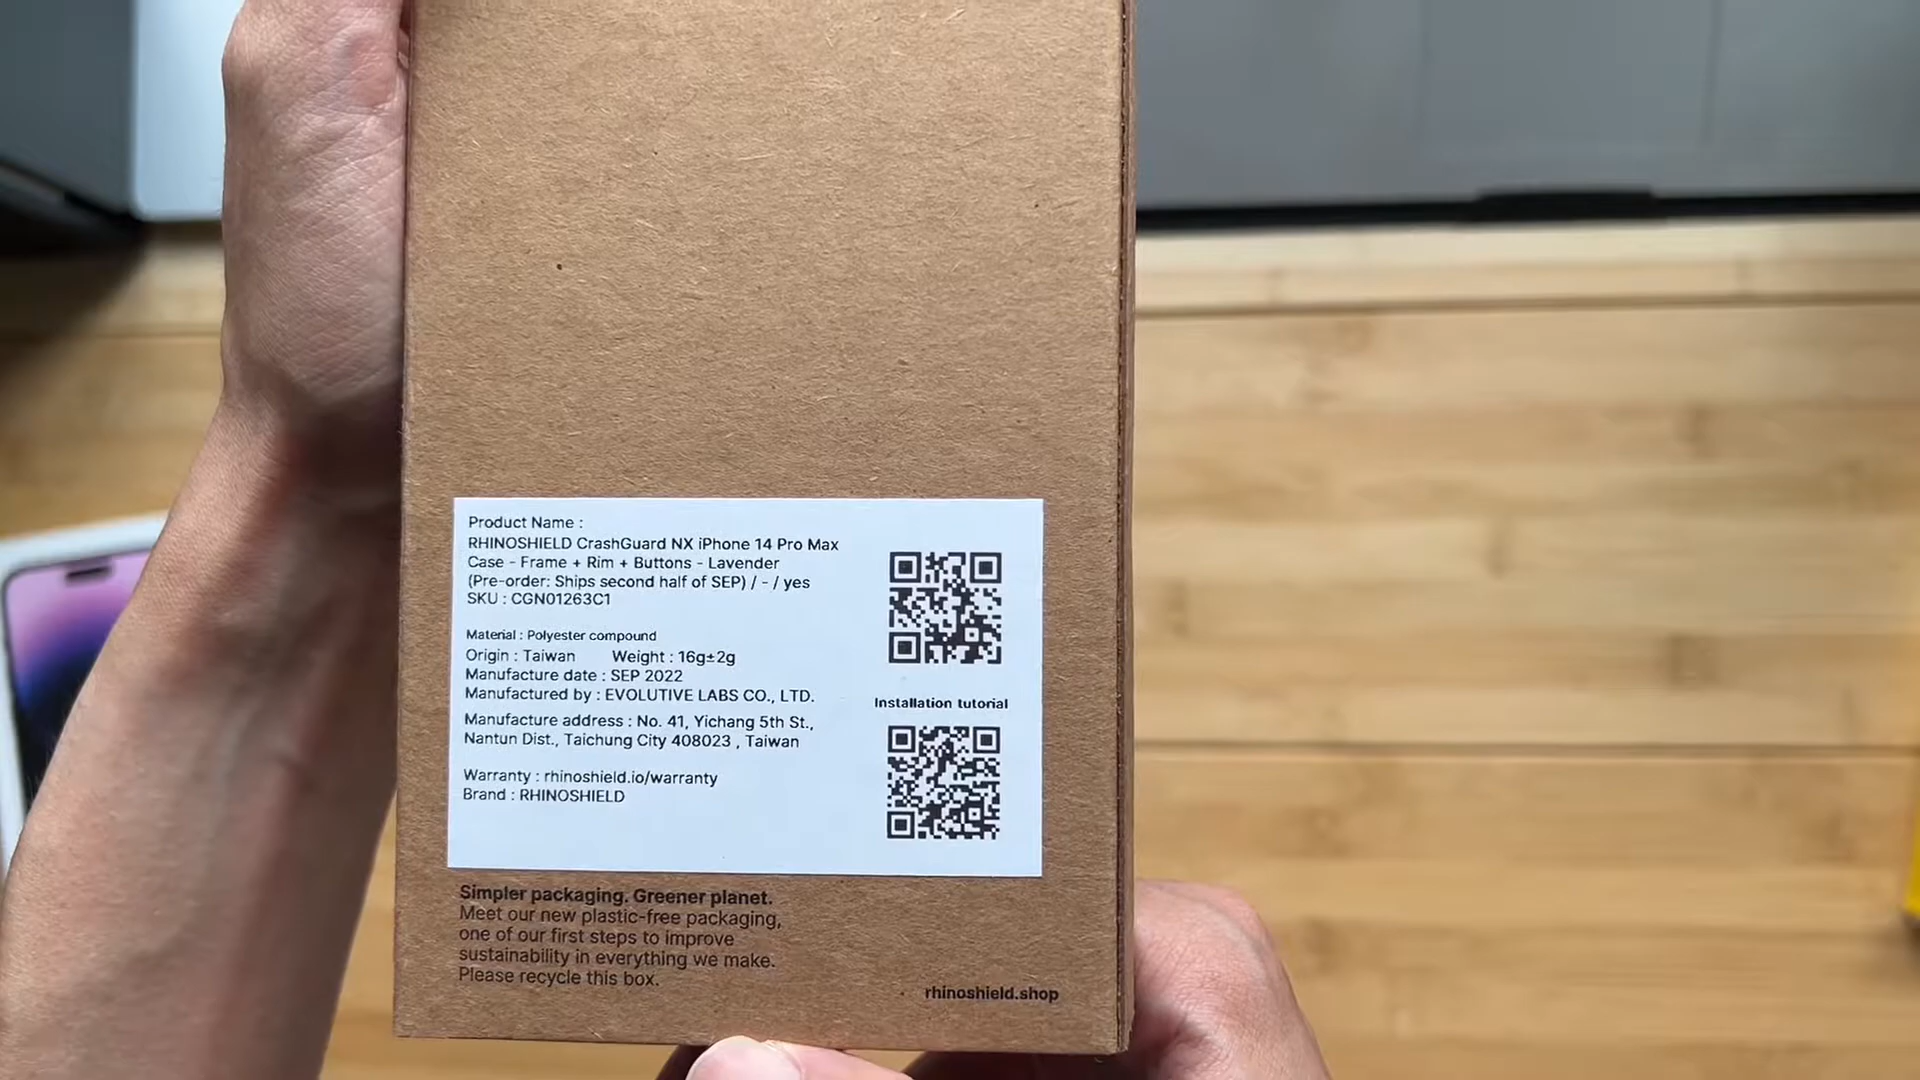 Product Name :
RHINOSHIELD CrashGuard NX iPhone 14 Pro Max
Case - Frame + Rim + Buttons - Lavender
(Pre-order: Ships second half of SEP) / - / yes
SKU : CGN01263C1
Material : Polyester compound
Origin : Taiwan Weight : 16g±2g
Manufacture date : SEP 2022
Manufactured by : EVOLUTIVE LABS CO., LTD.
Manufacture address : No. 41, Yichang 5th St.,
Nantun Dist., Taichung City 408023 , Taiwan
Warranty : rhinoshield.io/warranty
Brand : RHINOSHIELD
Installation tutorial
Simpler packaging. Greener planet.
Meet our new plastic-free packaging,
one of our first steps to improve
sustainability in everything we make.
Please recycle this box.
rhinoshield.shop